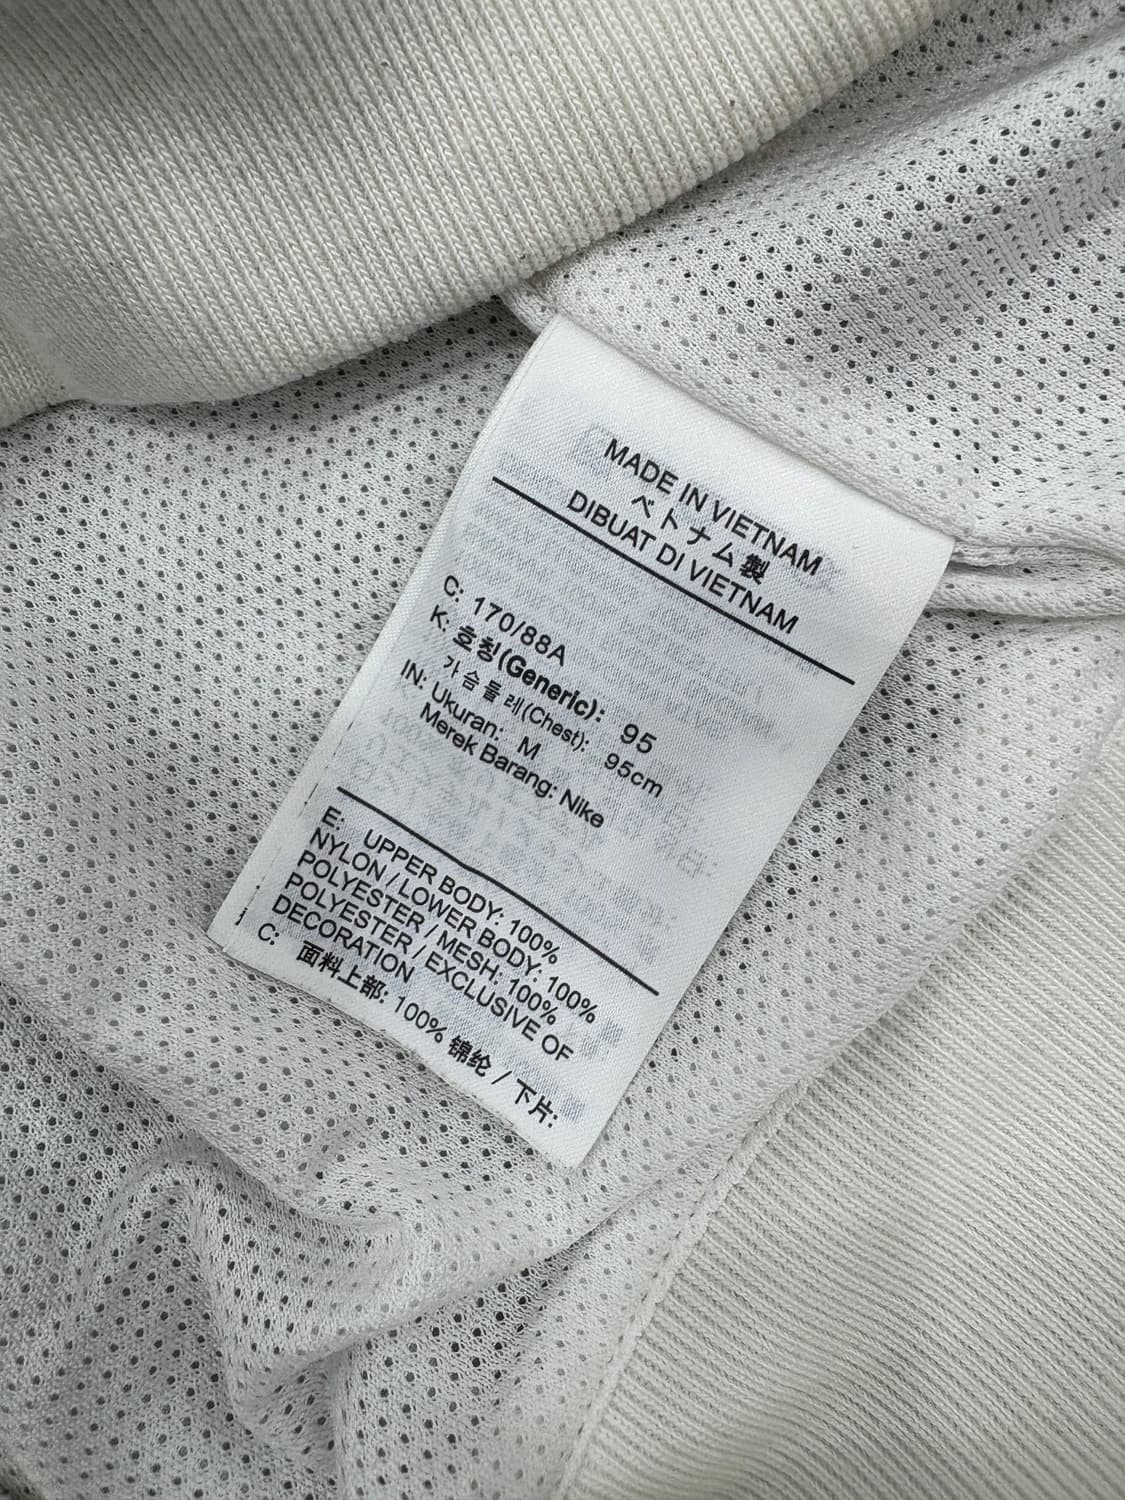 MADE IN VIETNAM
ベトナム製
DIBUAT DI VIETNAM
C: 170/88A
K: 호칭(Generic): 95
가슴둘레(Chest): 95cm
IN: Ukuran: M
Merek Barang: Nike
E: UPPER BODY: 100%
NYLON / LOWER BODY: 100%
POLYESTER / MESH: 100%
POLYESTER / EXCLUSIVE OF
DECORATION
C: 面料上部: 100% 锦纶 / 下片: